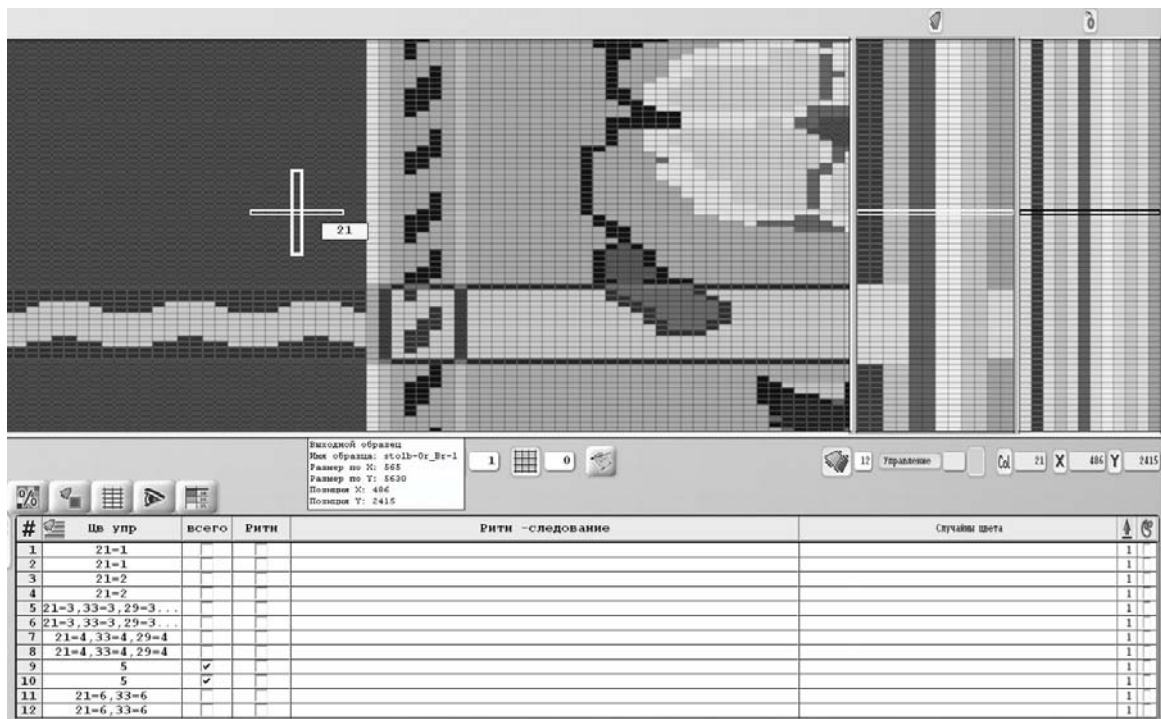 21
Выходной образец
Имя образца: stolb-Or_Br-1
Размер по X: 565
Размер по Y: 5630
Позиция X: 486
Позиция Y: 2415
1 0 12 Управление Col 21 X 486 Y 2415
# Цв упр всего Ритн Ритн -следование Случайны цвета
1 21=1 1
2 21=1 1
3 21=2 1
4 21=2 1
5 21=3,33=3,29=3... 1
6 21=3,33=3,29=3... 1
7 21=4,33=4,29=4 1
8 21=4,33=4,29=4 1
9 5 1
10 5 1
11 21=6,33=6 1
12 21=6,33=6 1